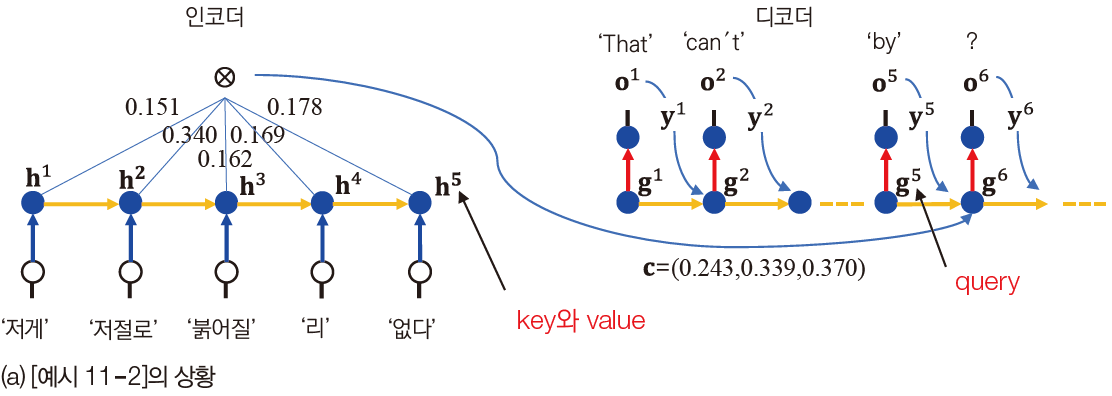 인코더
디코더
‘That’ ‘can´t’ ‘by’ ?
o¹ o² o⁵ o⁶
y¹ y² y⁵ y⁶
0.151 0.178
0.340 0.169
0.162
h¹ h² h³ h⁴ h⁵
g¹ g² g⁵ g⁶
c=(0.243,0.339,0.370)
query
key와 value
‘저게’ ‘저절로’ ‘붉어질’ ‘리’ ‘없다’
(a) [예시 11-2]의 상황